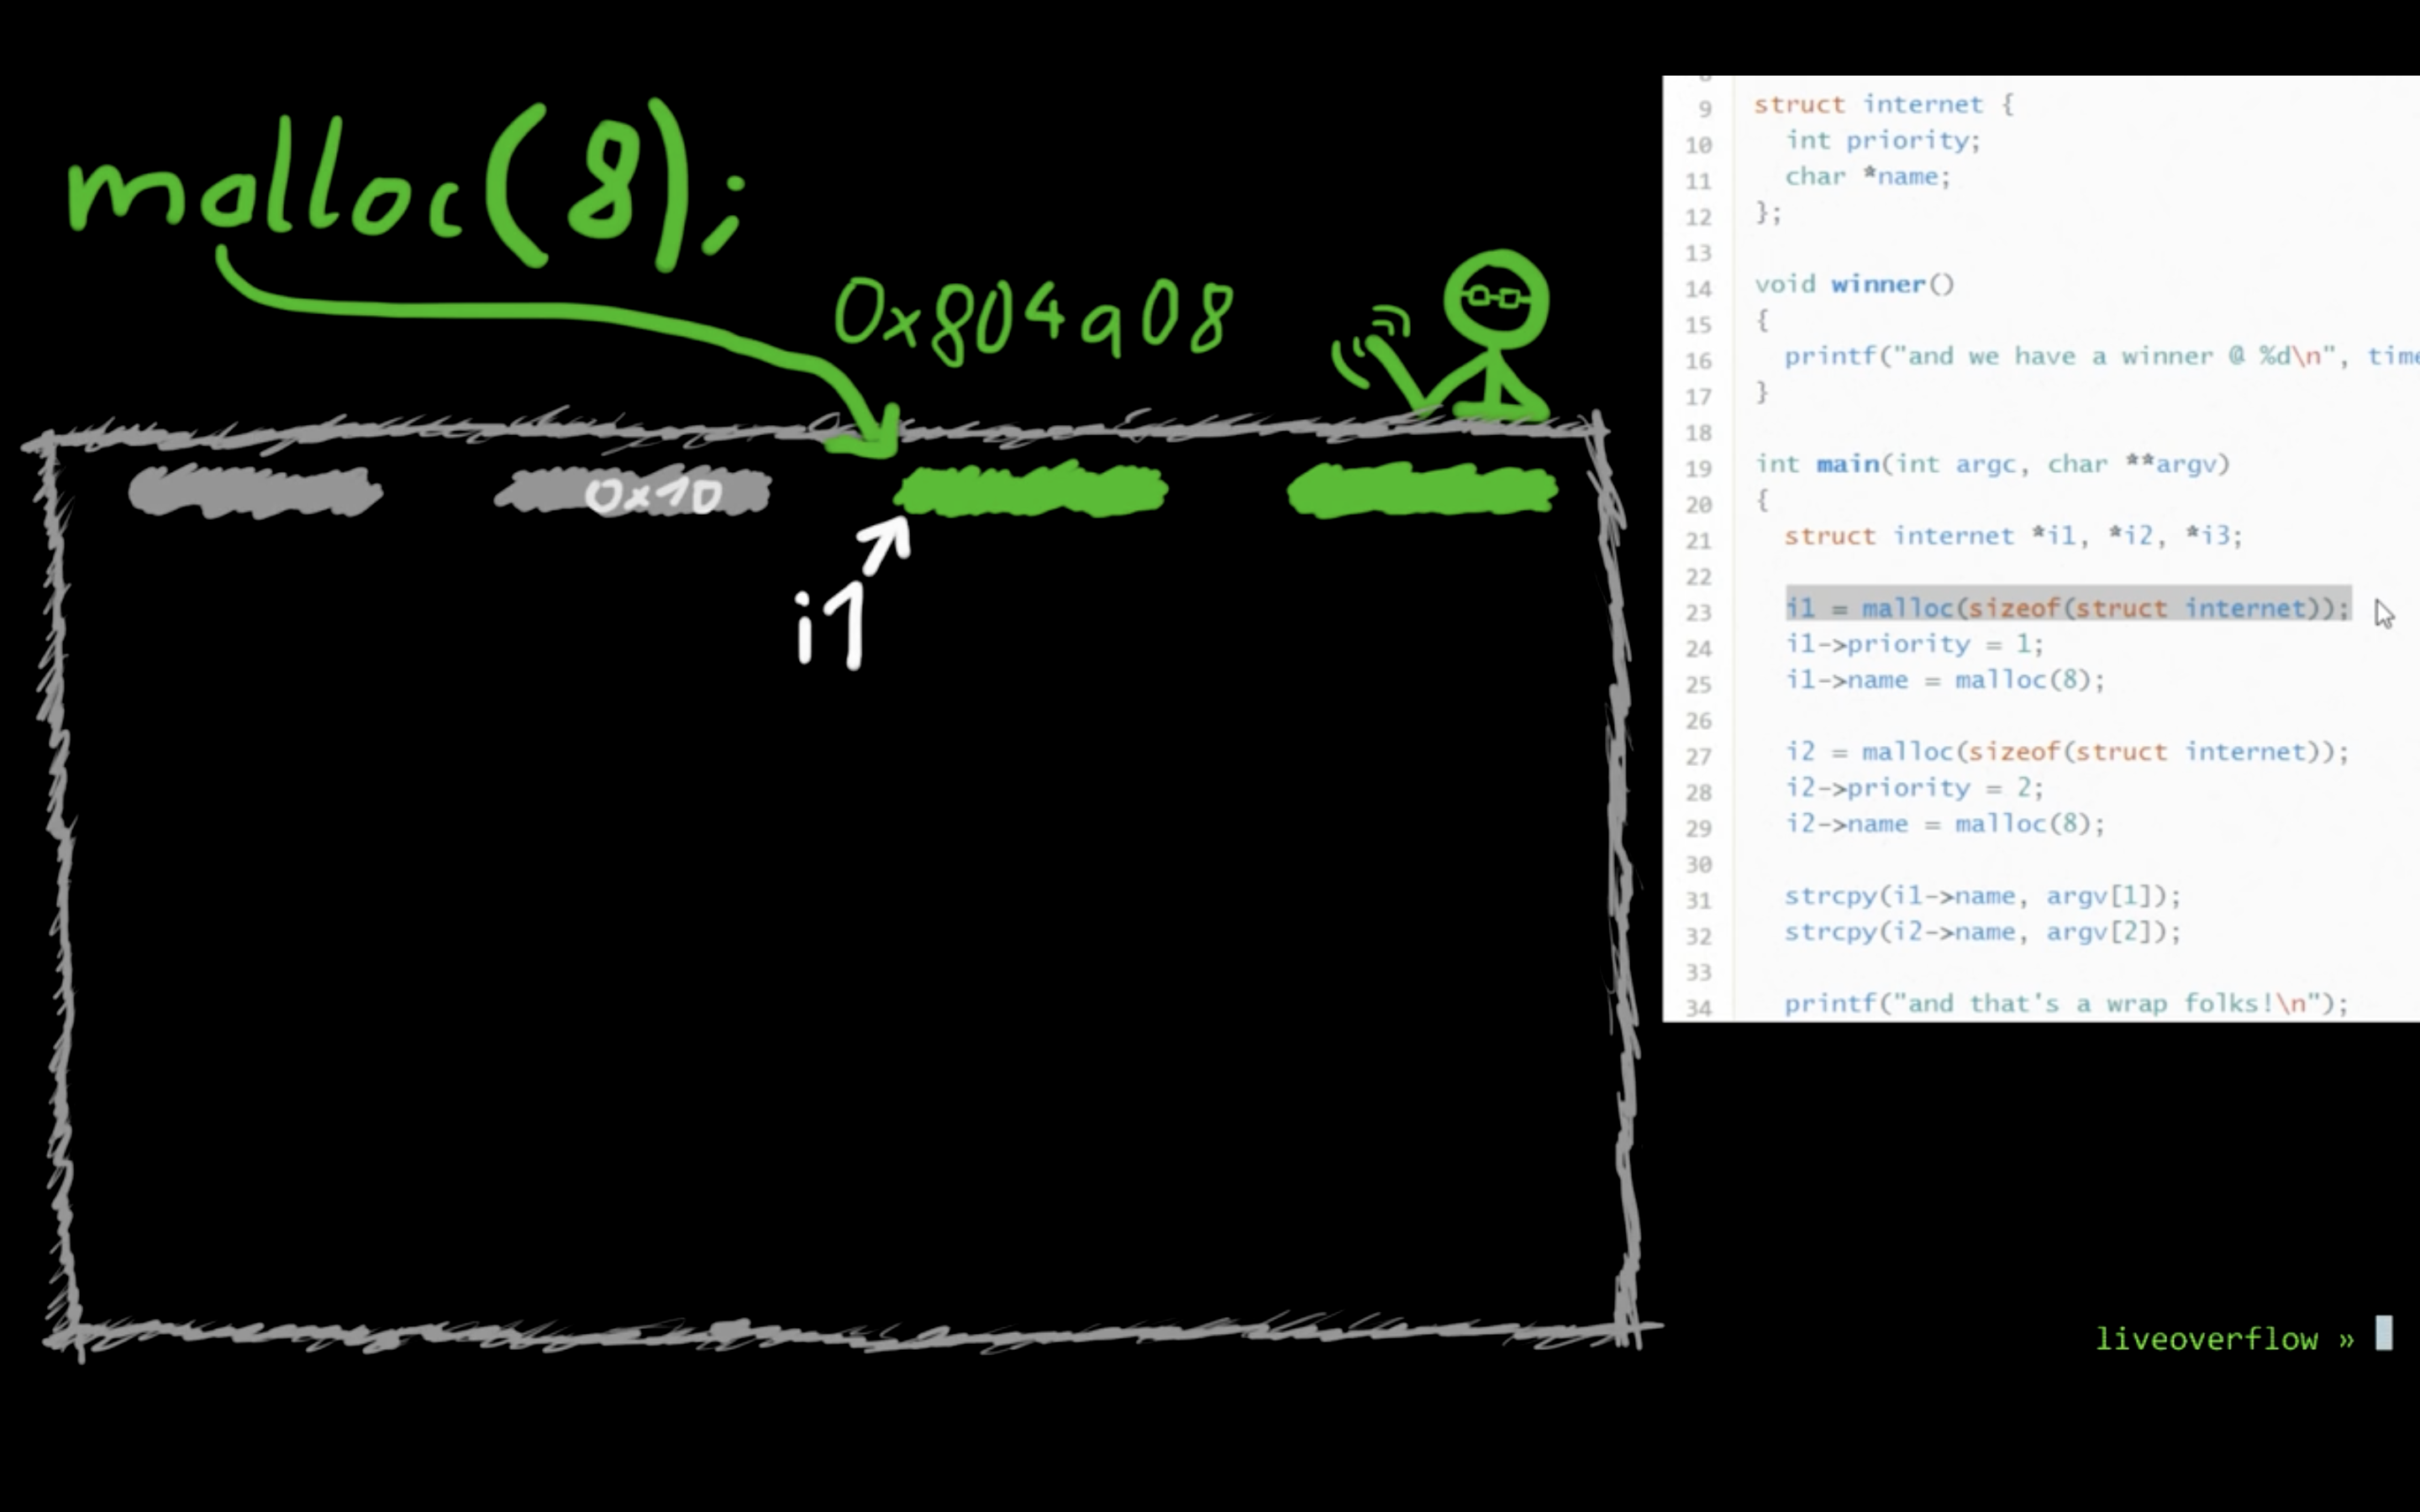 malloc(8);
0x804a08
0x10
i1
9 struct internet {
10 int priority;
11 char *name;
12 };
13
14 void winner()
15 {
16 printf("and we have a winner @ %d\n", time
17 }
18
19 int main(int argc, char **argv)
20 {
21 struct internet *i1, *i2, *i3;
22
23 i1 = malloc(sizeof(struct internet));
24 i1->priority = 1;
25 i1->name = malloc(8);
26
27 i2 = malloc(sizeof(struct internet));
28 i2->priority = 2;
29 i2->name = malloc(8);
30
31 strcpy(i1->name, argv[1]);
32 strcpy(i2->name, argv[2]);
33
34 printf("and that's a wrap folks!\n");
liveoverflow »